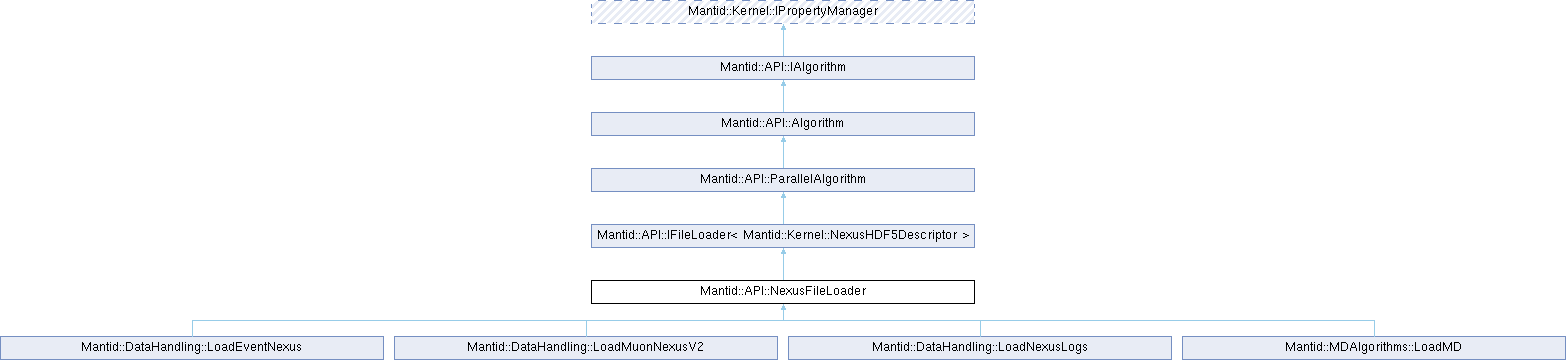 Mantid::Kernel::IPropertyManager
Mantid::API::IAlgorithm
Mantid::API::Algorithm
Mantid::API::ParallelAlgorithm
Mantid::API::IFileLoader< Mantid::Kernel::NexusHDF5Descriptor >
Mantid::API::NexusFileLoader
Mantid::DataHandling::LoadEventNexus
Mantid::DataHandling::LoadMuonNexusV2
Mantid::DataHandling::LoadNexusLogs
Mantid::MDAlgorithms::LoadMD